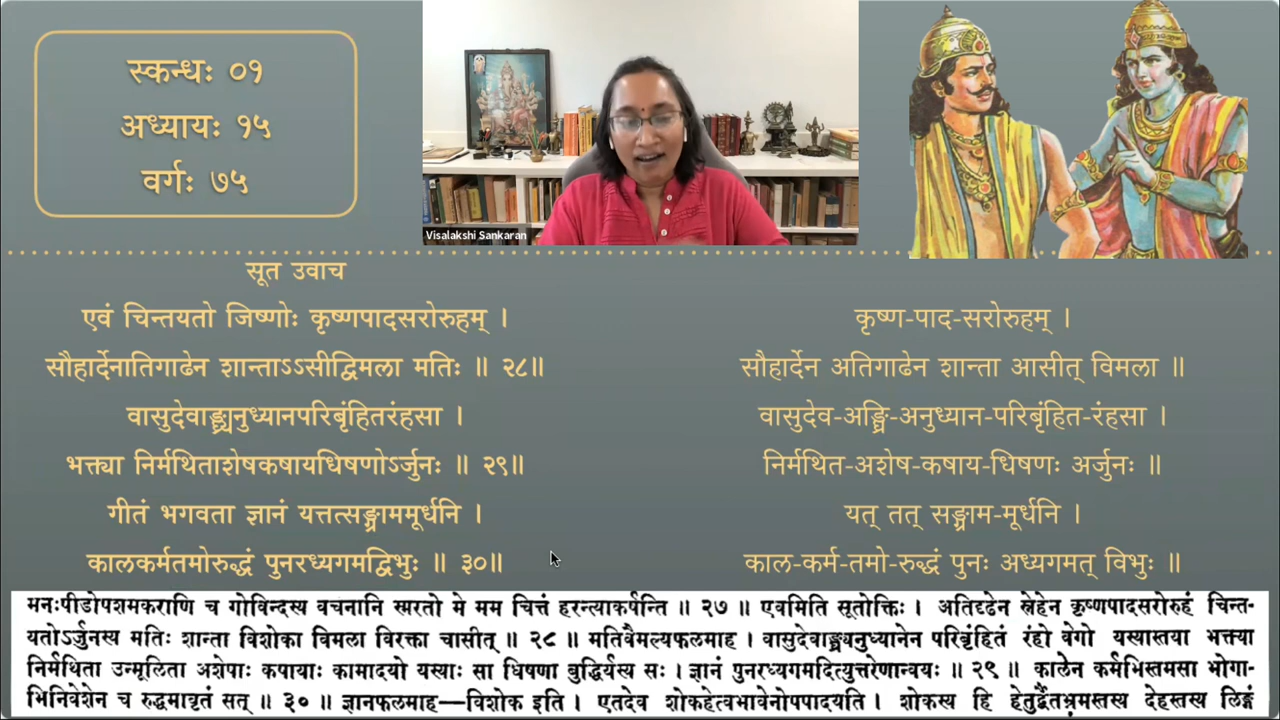 स्कन्धः ०१
अध्यायः १५
वर्गः ७५
Visalakshi Sankaran
सूत उवाच
एवं चिन्तयतो जिष्णोः कृष्णपादसरोरुहम् ।
सौहार्देनातिगाढेन शान्ताऽऽसीद्विमला मतिः ॥ २८॥
वासुदेवाङ्घ्र्यनुध्यानपरिबृंहितरंहसा ।
भक्त्या निर्मथिताशेषकषायधिषणोऽर्जुनः ॥ २९॥
गीतं भगवता ज्ञानं यत्तत्सङ्ग्राममूर्धनि ।
कालकर्मतमोरुद्धं पुनरध्यगमद्विभुः ॥ ३०॥
कृष्ण-पाद-सरोरुहम् ।
सौहार्देन अतिगाढेन शान्ता आसीत् विमला ॥
वासुदेव-अङ्घ्रि-अनुध्यान-परिबृंहित-रंहसा ।
निर्मथित-अशेष-कषाय-धिषणः अर्जुनः ॥
यत् तत् सङ्ग्राम-मूर्धनि ।
काल-कर्म-तमो-रुद्धं पुनः अध्यगमत् विभुः ॥
मनःपीडोपशमकराणि च गोविन्दस्य वचनानि स्मरतो मे मम चित्तं हरन्त्याकर्षन्ति ॥ २७ ॥ एवमिति सूतोक्तिः । अतिदृढेन स्नेहेन कृष्णपादसरोरुहं चिन्त-
यतोऽर्जुनस्य मतिः शान्ता विशोका विमला विरक्ता चासीत् ॥ २८ ॥ मतिवैमल्यफलमाह । वासुदेवाङ्घ्र्यनुध्यानेन परिबृंहितं रंहो वेगो यस्यास्तया भक्त्या
निर्मथिता उन्मूलिता अशेषाः कषायाः कामादयो यस्याः सा धिषणा बुद्धिर्यस्य सः । ज्ञानं पुनरध्यगमदित्युत्तरेणान्वयः ॥ २९ ॥ कालेन कर्मभिस्तमसा भोगा-
भिनिवेशेन च रुद्धमावृतं सत् ॥ ३० ॥ ज्ञानफलमाह—विशोक इति । एतदेव शोकहेत्वभावेनोपपादयति । शोकस्य हि हेतुर्द्वैतभ्रमस्तस्य देहस्तस्य लिङ्गं